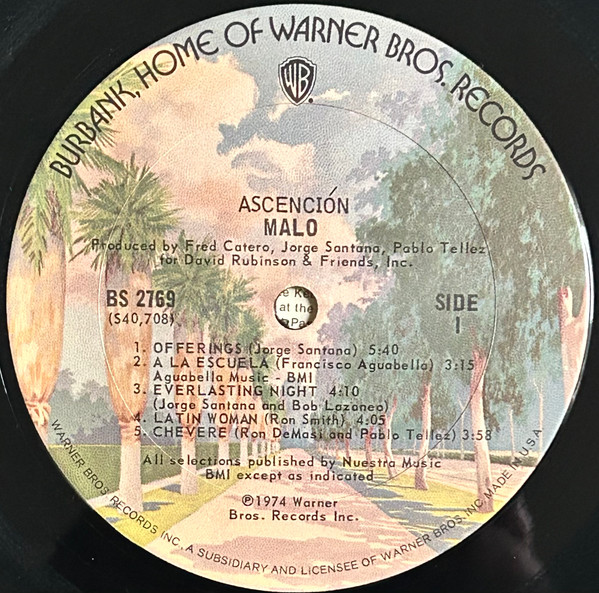 BURBANK, HOME OF WARNER BROS. RECORDS
WB
ASCENCIÓN
MALO
Produced by Fred Catero, Jorge Santana, Pablo Tellez
for David Rubinson & Friends, Inc.
BS 2769
(S40,708)
SIDE
1
1. OFFERINGS (Jorge Santana) 5:40
2. A LA ESCUELA (Francisco Aguabella) 3:15
Aguabella Music - BMI
3. EVERLASTING NIGHT 4:10
(Jorge Santana and Bob Lazaneo)
4. LATIN WOMAN (Ron Smith) 4:05
5. CHEVERE (Ron DeMasi and Pablo Tellez) 3:58
All selections published by Nuestra Music
BMI except as indicated
℗1974 Warner
Bros. Records Inc.
WARNER BROS. RECORDS INC. A SUBSIDIARY AND LICENSEE OF WARNER BROS. INC. MADE IN U.S.A.
at the